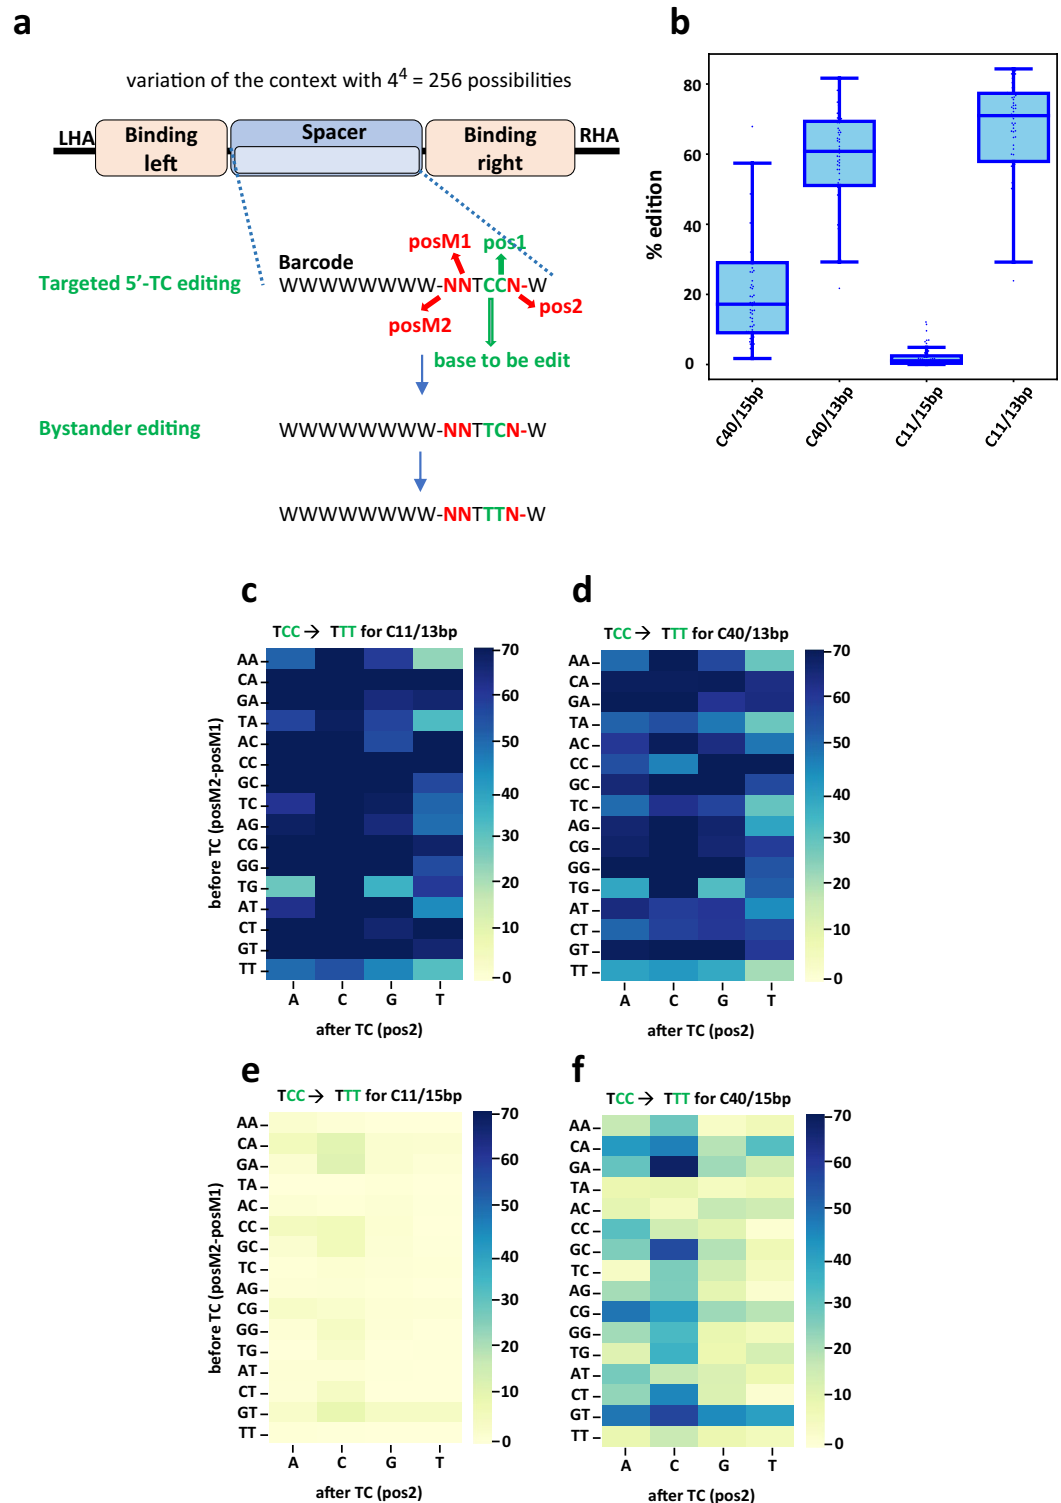 a
variation of the context with 4^4 = 256 possibilities
LHA
Binding left
Spacer
Binding right
RHA
posM1
pos1
Barcode
Targeted 5'-TC editing
WWWWWWWW-NNTCCN-W
posM2
pos2
base to be edit
Bystander editing
WWWWWWWW-NNTTCN-W
WWWWWWWW-NNTTTN-W
b
% edition
80
60
40
20
0
C40/15bp
C40/13bp
C11/15bp
C11/13bp
c
TCC → TTT for C11/13bp
before TC (posM2-posM1)
AA
CA
GA
TA
AC
CC
GC
TC
AG
CG
GG
TG
AT
CT
GT
TT
A C G T
after TC (pos2)
70
60
50
40
30
20
10
0
d
TCC → TTT for C40/13bp
AA
CA
GA
TA
AC
CC
GC
TC
AG
CG
GG
TG
AT
CT
GT
TT
A C G T
after TC (pos2)
70
60
50
40
30
20
10
0
e
TCC → TTT for C11/15bp
before TC (posM2-posM1)
AA
CA
GA
TA
AC
CC
GC
TC
AG
CG
GG
TG
AT
CT
GT
TT
A C G T
after TC (pos2)
70
60
50
40
30
20
10
0
f
TCC → TTT for C40/15bp
AA
CA
GA
TA
AC
CC
GC
TC
AG
CG
GG
TG
AT
CT
GT
TT
A C G T
after TC (pos2)
70
60
50
40
30
20
10
0